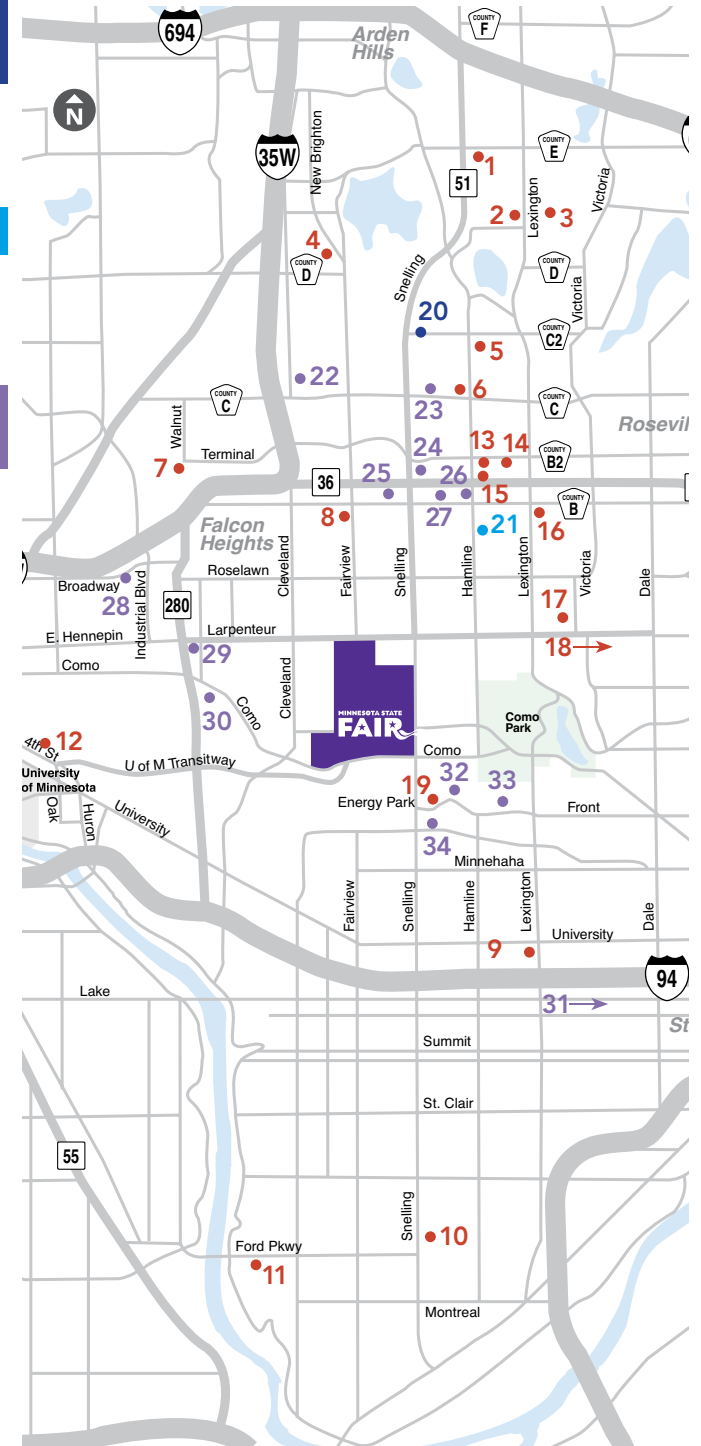 694
COUNTY
F
Arden
Hills
N
New Brighton
35W
COUNTY
E
1
51
Lexington
Victoria
2
3
4
COUNTY
D
COUNTY
D
Snelling
Victoria
20
COUNTY
C2
5
22
COUNTY
C
23
6
COUNTY
C
Walnut
Rosevil
Terminal
24
13
14
COUNTY
B2
7
36
25
26
15
COUNTY
B
8
27
21
16
Falcon
Heights
Cleveland
Fairview
Snelling
Hamline
Lexington
Victoria
Dale
Roselawn
Broadway
28
Industrial Blvd
280
17
E. Hennepin
Larpenteur
18
29
Como
Cleveland
30
Como
MINNESOTA STATE
FAIR
Como
Park
12
4th St
U of M Transitway
Como
University
of Minnesota
19
32
33
Energy Park
Front
Oak
Huron
University
34
Minnehaha
Fairview
Snelling
Hamline
Lexington
Dale
University
9
94
Lake
31
St
Summit
St. Clair
55
Snelling
10
Ford Pkwy
11
Montreal